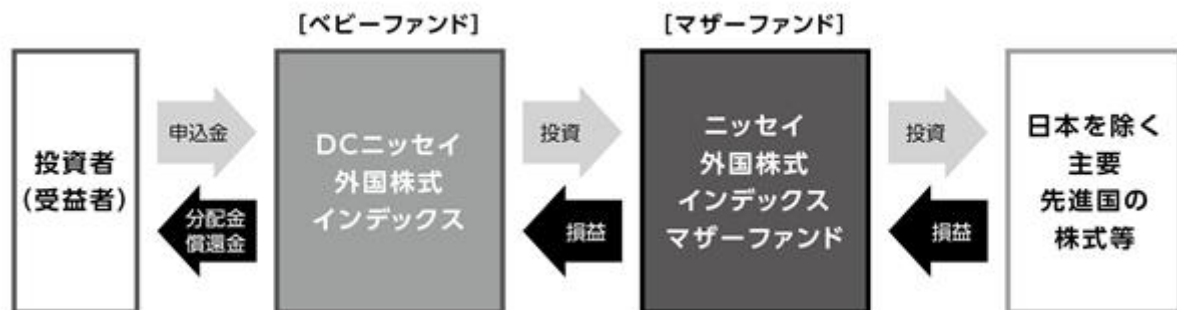 [ベビーファンド]
[マザーファンド]
投資者
(受益者)
申込金
分配金
償還金
DCニッセイ
外国株式
インデックス
投資
損益
ニッセイ
外国株式
インデックス
マザーファンド
投資
損益
日本を除く
主要
先進国の
株式等